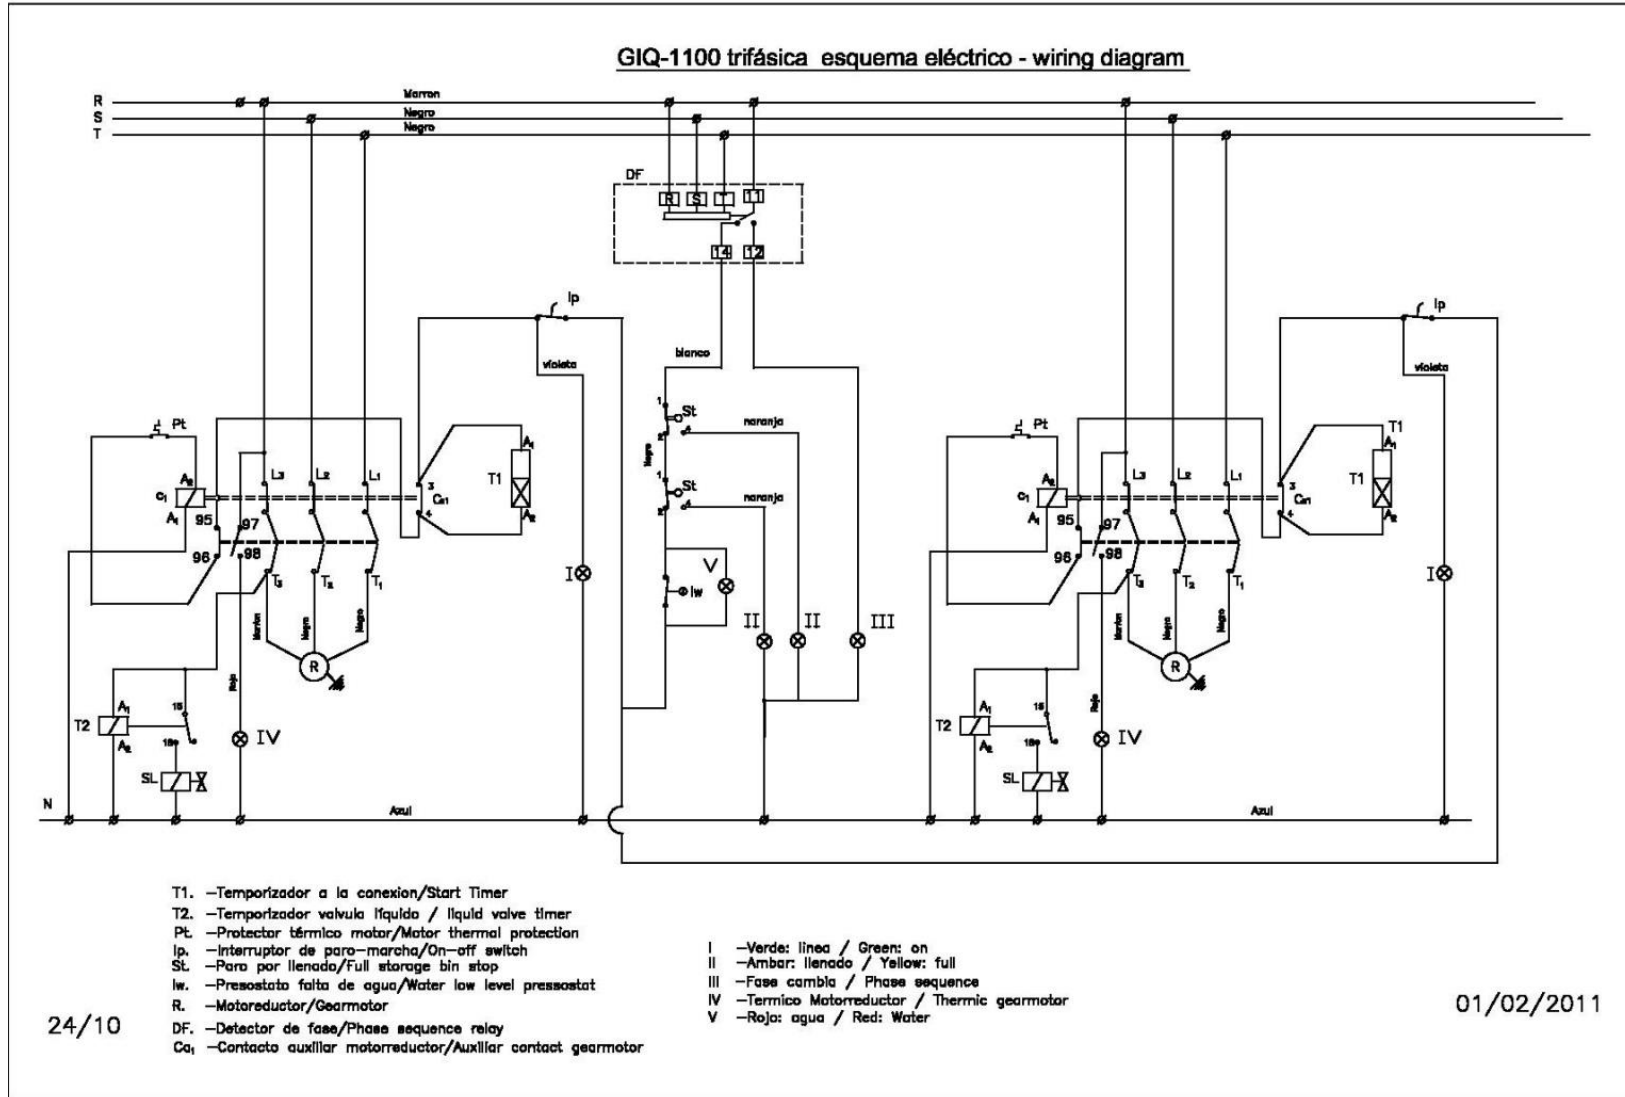 GIQ-1100 trifásica esquema eléctrico - wiring diagram
R
Marron
S
Negro
T
Negro
DF
R S T 11
14 12
Ip
Ip
blanco
violeta
violeta
1
St
naranja
2 4
Negro
1
St
naranja
2 4
V
Iw
II II III
Pt
A2
C1
A1
95 97
96 98
L3 L2 L1
3
Ca1
4
A1
T1
A2
I
T3 T2 T1
Marron
Negro
Negro
R
Rojo
A1
T2
A2
15
18
IV
SL
Pt
A2
C1
A1
95 97
96 98
L3 L2 L1
3
Ca1
4
T1
A1
T1
A2
I
T3 T2 T1
Marron
Negro
Negro
R
Rojo
A1
T2
A2
15
18
IV
SL
N
Azul
Azul
T1. -Temporizador a la conexion/Start Timer
T2. -Temporizador valvula líquido / liquid valve timer
Pt. -Protector térmico motor/Motor thermal protection
Ip. -Interruptor de paro-marcha/On-off switch
St. -Paro por llenado/Full storage bin stop
Iw. -Presostato falta de agua/Water low level pressostat
R. -Motoreductor/Gearmotor
DF. -Detector de fase/Phase sequence relay
Ca1 -Contacto auxiliar motorreductor/Auxiliar contact gearmotor
I -Verde: linea / Green: on
II -Ambar: llenado / Yellow: full
III -Fase cambia / Phase sequence
IV -Termico Motorreductor / Thermic gearmotor
V -Rojo: agua / Red: Water
24/10
01/02/2011